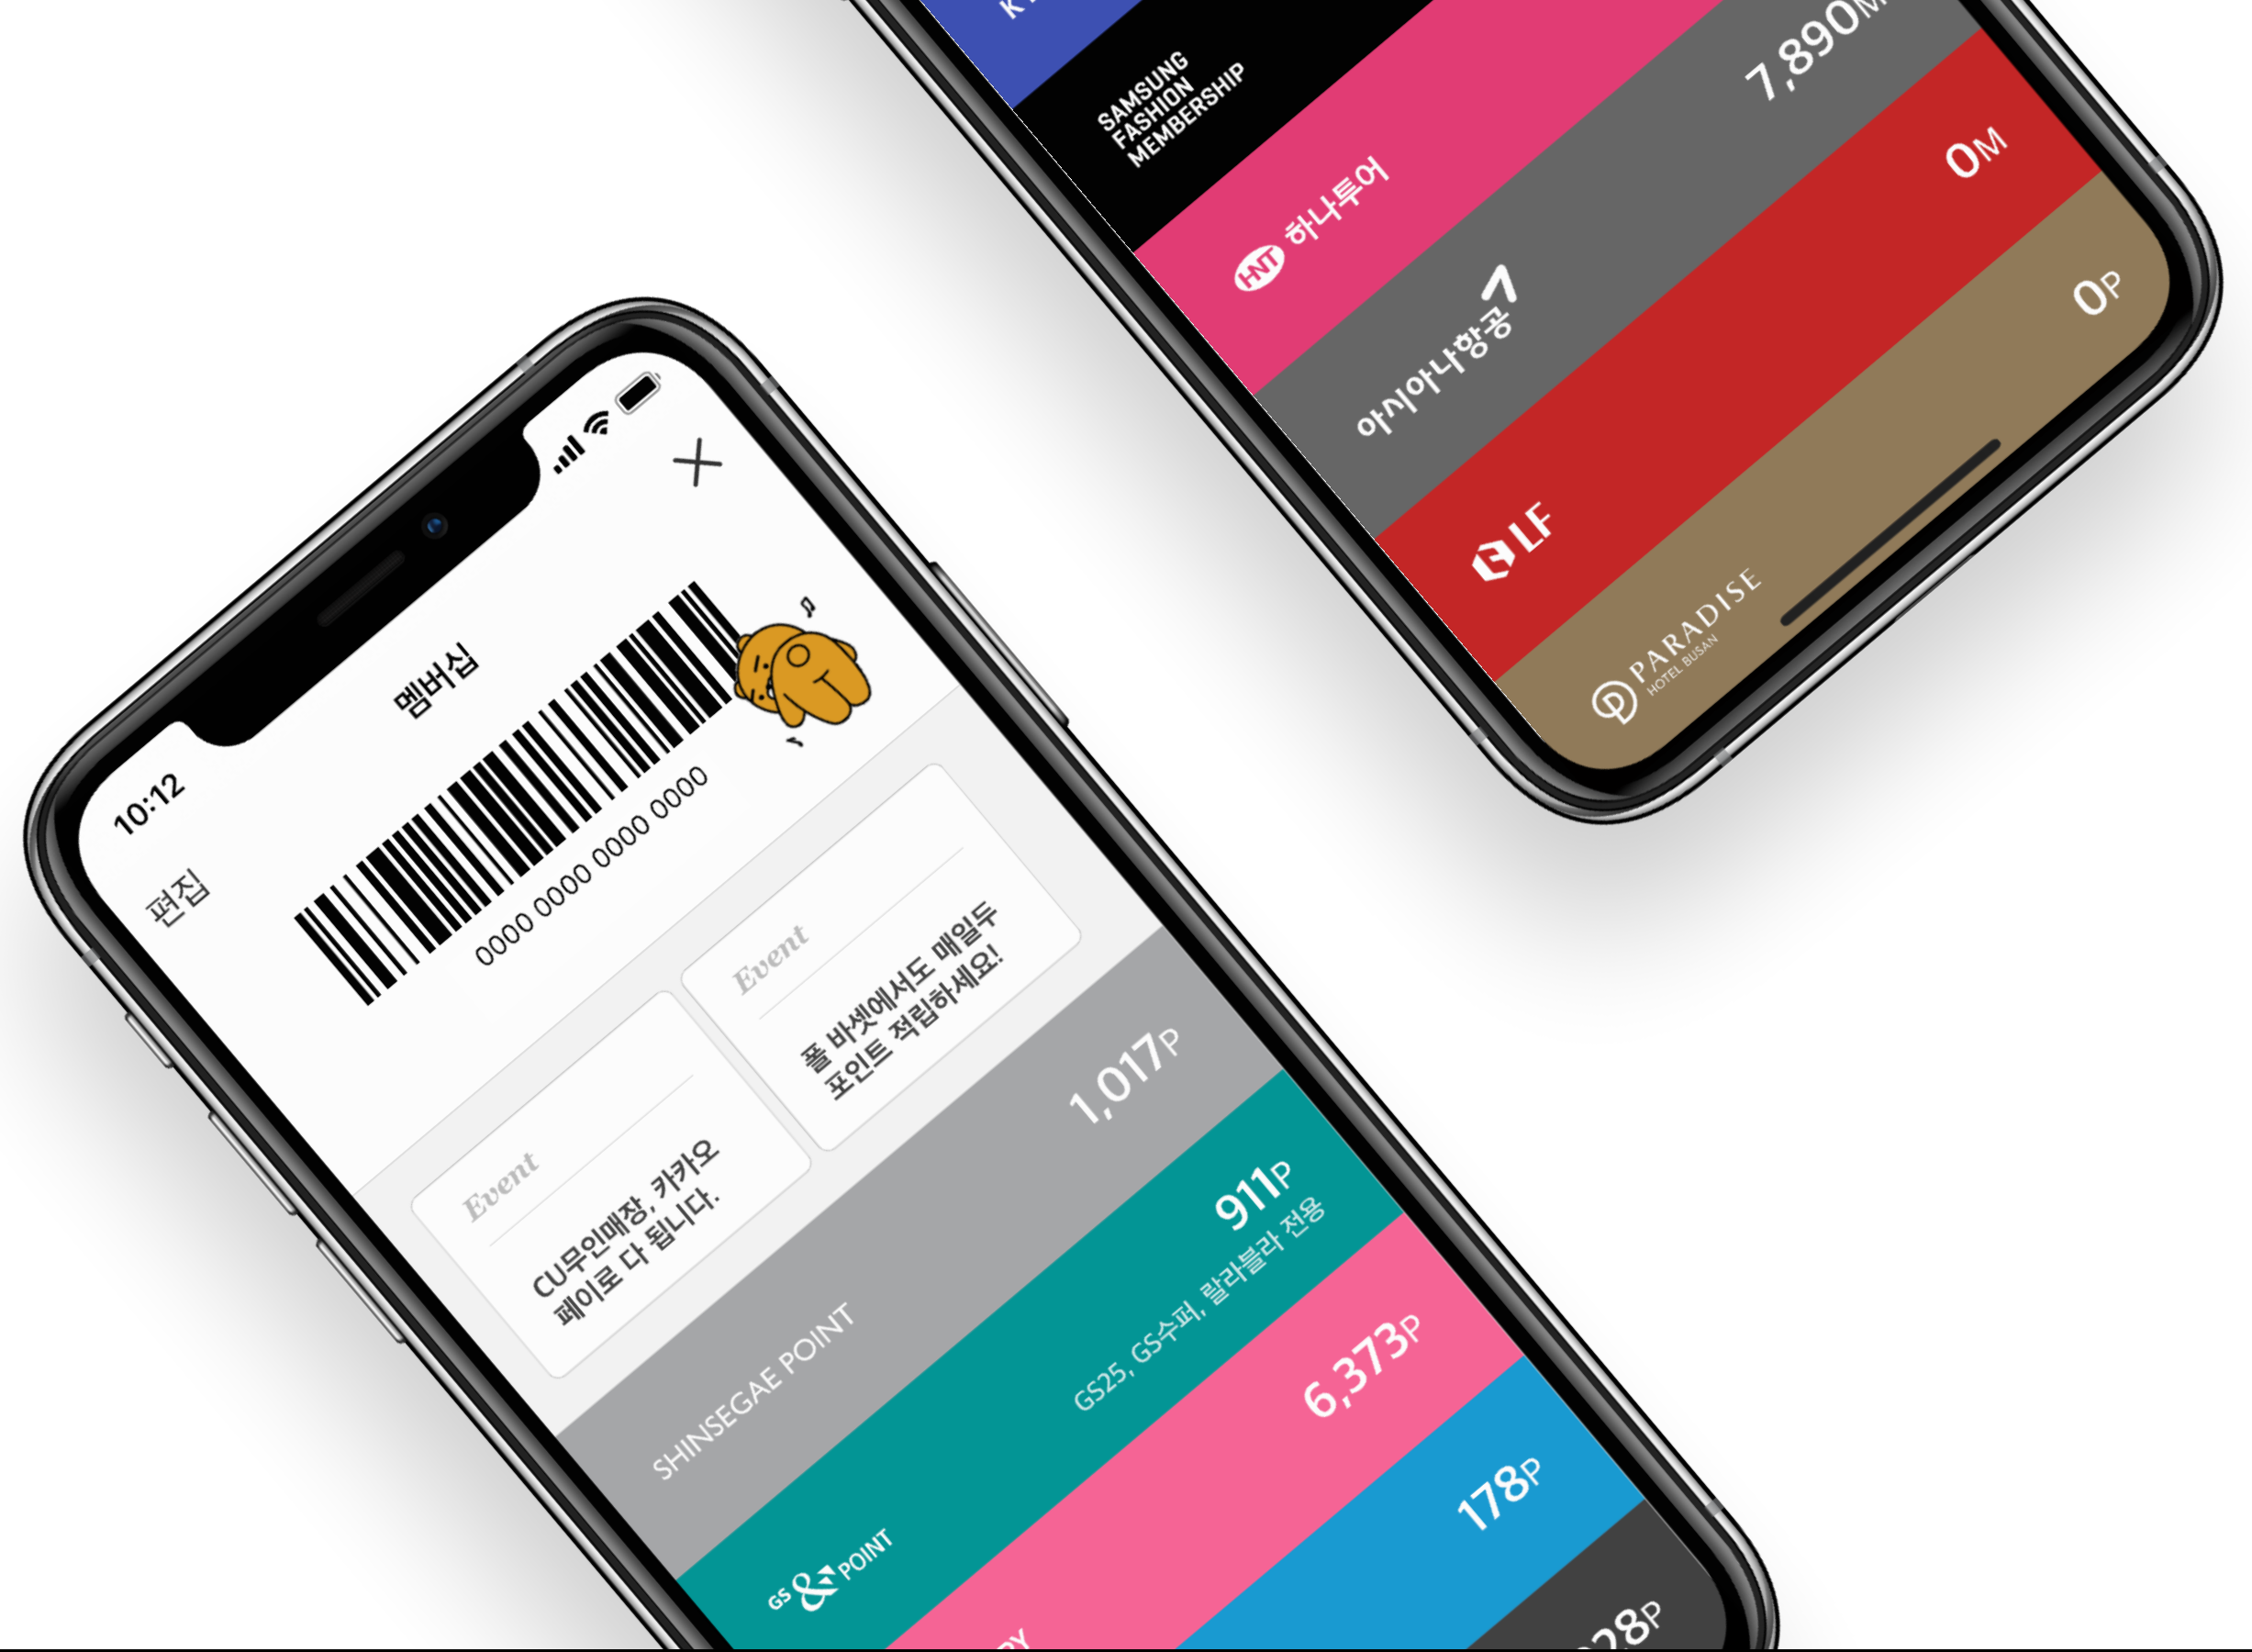 10:12
편집
멤버십
0000 0000 0000 0000 0000
Event
CU무인매장, 카카오
페이로 다 됩니다.
Event
폴 바셋에서도 매일두
포인트 적립하세요!
SHINSEGAE POINT
1,017P
GS & POINT
911P
GS25, GS수퍼, 랄라블라 전용
6,373P
178P
SAMSUNG
FASHION
MEMBERSHIP
HNT 하나투어
아시아나항공
7,890M
LF
0M
PARADISE
HOTEL BUSAN
0P